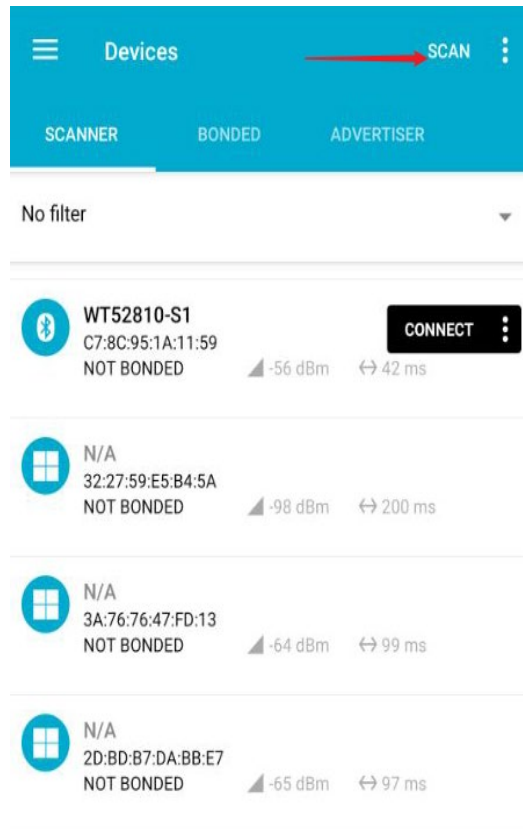 Devices SCAN
SCANNER BONDED ADVERTISER
No filter
WT52810-S1
CONNECT
C7:8C:95:1A:11:59
NOT BONDED -56 dBm 42 ms
N/A
32:27:59:E5:B4:5A
NOT BONDED -98 dBm 200 ms
N/A
3A:76:76:47:FD:13
NOT BONDED -64 dBm 99 ms
N/A
2D:BD:B7:DA:BB:E7
NOT BONDED -65 dBm 97 ms